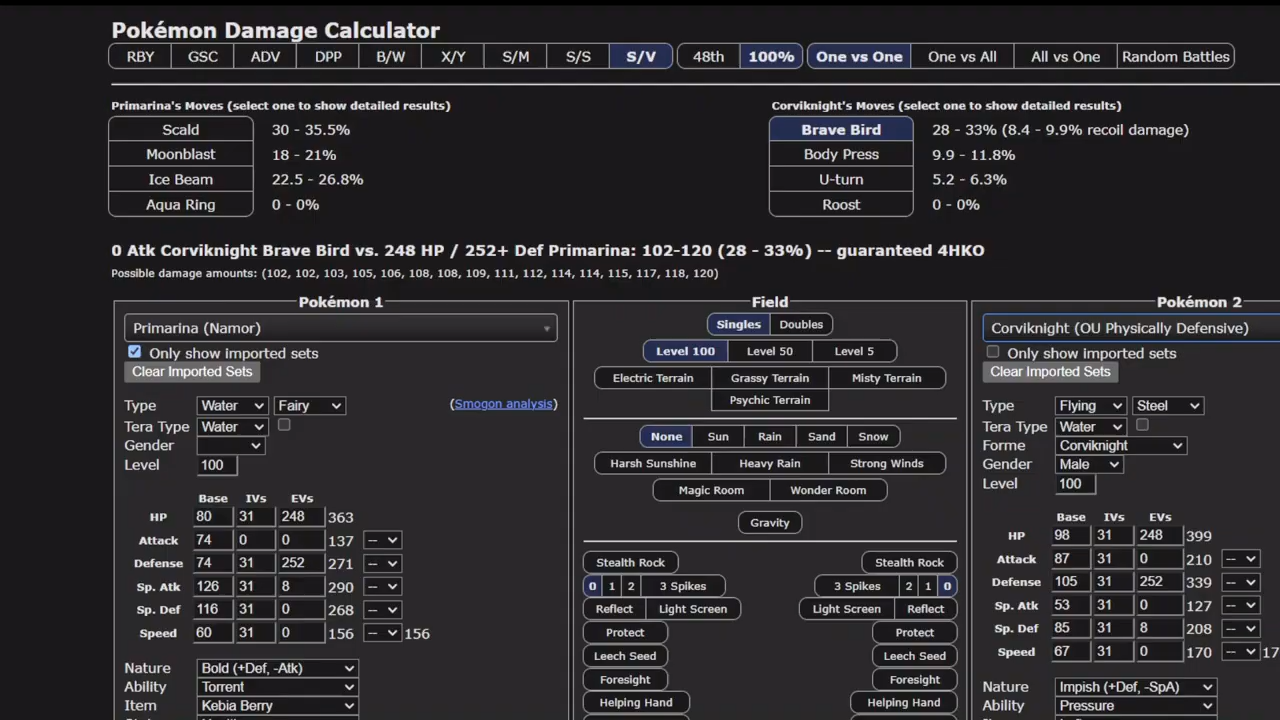 Pokémon Damage Calculator
RBY GSC ADV DPP B/W X/Y S/M S/S S/V 48th 100% One vs One One vs All All vs One Random Battles
Primarina's Moves (select one to show detailed results) Corviknight's Moves (select one to show detailed results)
Scald 30 - 35.5% Brave Bird 28 - 33% (8.4 - 9.9% recoil damage)
Moonblast 18 - 21% Body Press 9.9 - 11.8%
Ice Beam 22.5 - 26.8% U-turn 5.2 - 6.3%
Aqua Ring 0 - 0% Roost 0 - 0%
0 Atk Corviknight Brave Bird vs. 248 HP / 252+ Def Primarina: 102-120 (28 - 33%) -- guaranteed 4HKO
Possible damage amounts: (102, 102, 103, 105, 106, 108, 108, 109, 111, 112, 114, 114, 115, 117, 118, 120)
Pokémon 1
Primarina (Namor)
Only show imported sets
Clear Imported Sets
Type Water Fairy (Smogon analysis)
Tera Type Water
Gender
Level 100
Base IVs EVs
HP 80 31 248 363
Attack 74 0 0 137 --
Defense 74 31 252 271 --
Sp. Atk 126 31 8 290 --
Sp. Def 116 31 0 268 --
Speed 60 31 0 156 -- 156
Nature Bold (+Def, -Atk)
Ability Torrent
Item Kebia Berry
Field
Singles Doubles
Level 100 Level 50 Level 5
Electric Terrain Grassy Terrain Misty Terrain
Psychic Terrain
None Sun Rain Sand Snow
Harsh Sunshine Heavy Rain Strong Winds
Magic Room Wonder Room
Gravity
Stealth Rock Stealth Rock
0 1 2 3 Spikes 3 Spikes 2 1 0
Reflect Light Screen Light Screen Reflect
Protect Protect
Leech Seed Leech Seed
Foresight Foresight
Helping Hand Helping Hand
Pokémon 2
Corviknight (OU Physically Defensive)
Only show imported sets
Clear Imported Sets
Type Flying Steel
Tera Type Water
Forme Corviknight
Gender Male
Level 100
Base IVs EVs
HP 98 31 248 399
Attack 87 31 0 210 --
Defense 105 31 252 339 --
Sp. Atk 53 31 0 127 --
Sp. Def 85 31 8 208 --
Speed 67 31 0 170 --
Nature Impish (+Def, -SpA)
Ability Pressure